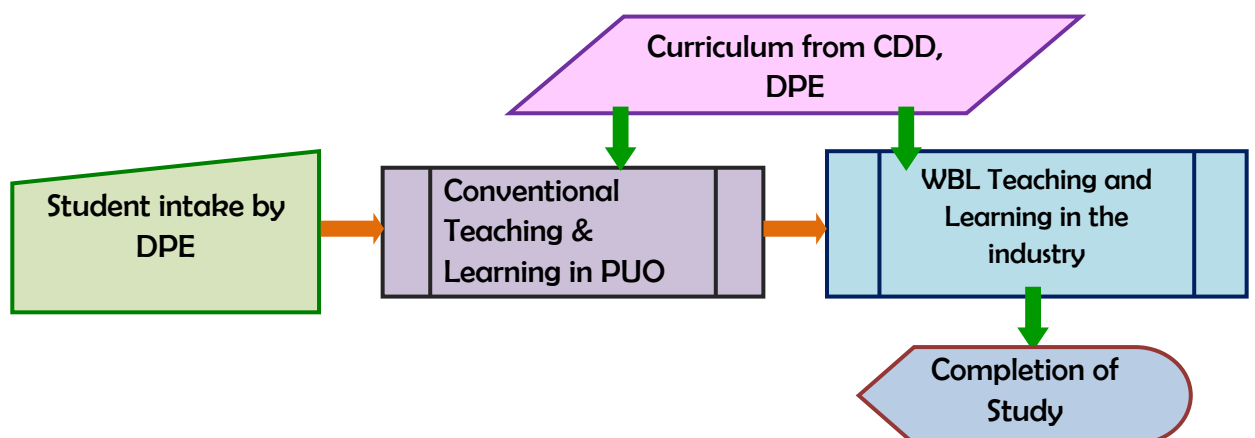 Curriculum from CDD,
DPE
Student intake by
DPE
Conventional
Teaching &
Learning in PUO
WBL Teaching and
Learning in the
industry
Completion of
Study